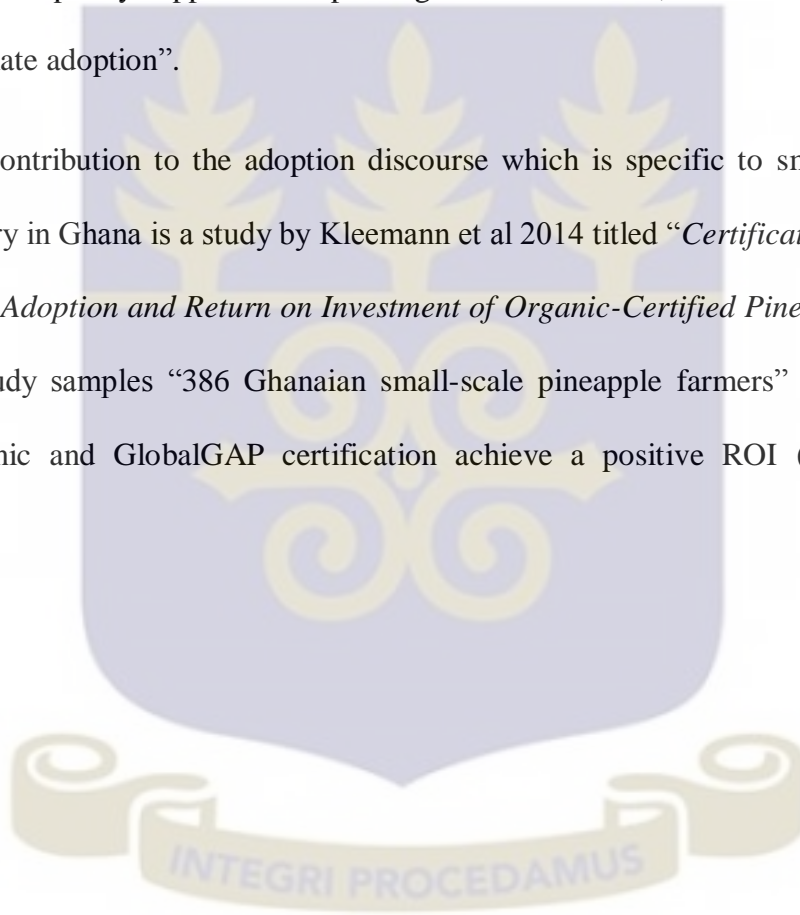 ate adoption”.
ontribution to the adoption discourse which is specific to sm
ry in Ghana is a study by Kleemann et al 2014 titled “Certificat
Adoption and Return on Investment of Organic-Certified Pine
udy samples “386 Ghanaian small-scale pineapple farmers”
nic and GlobalGAP certification achieve a positive ROI (
INTEGRI PROCEDAMUS